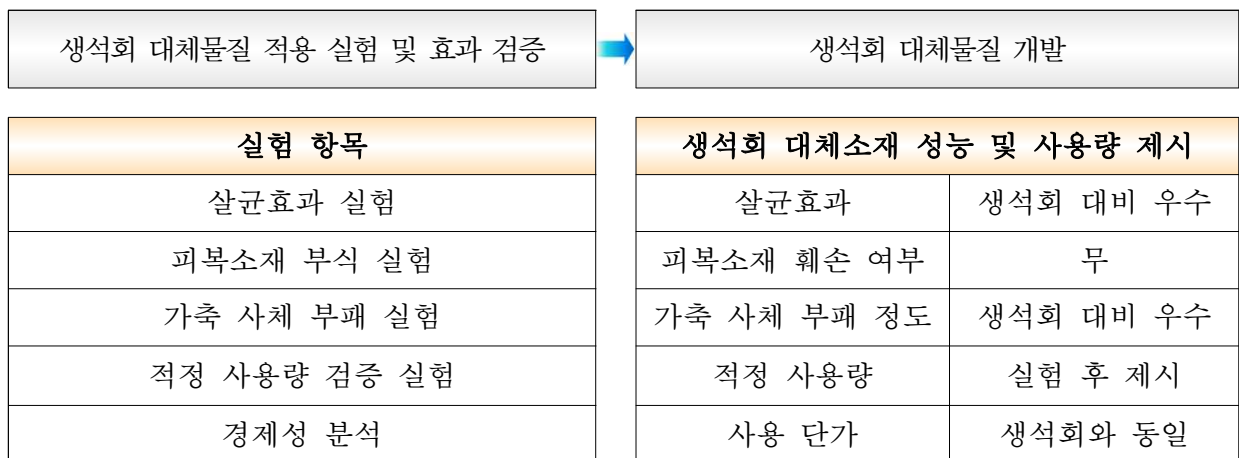 생석회 대체물질 적용 실험 및 효과 검증
생석회 대체물질 개발
실험 항목
살균효과 실험
피복소재 부식 실험
가축 사체 부패 실험
적정 사용량 검증 실험
경제성 분석
생석회 대체소재 성능 및 사용량 제시
살균효과 생석회 대비 우수
피복소재 훼손 여부 무
가축 사체 부패 정도 생석회 대비 우수
적정 사용량 실험 후 제시
사용 단가 생석회와 동일